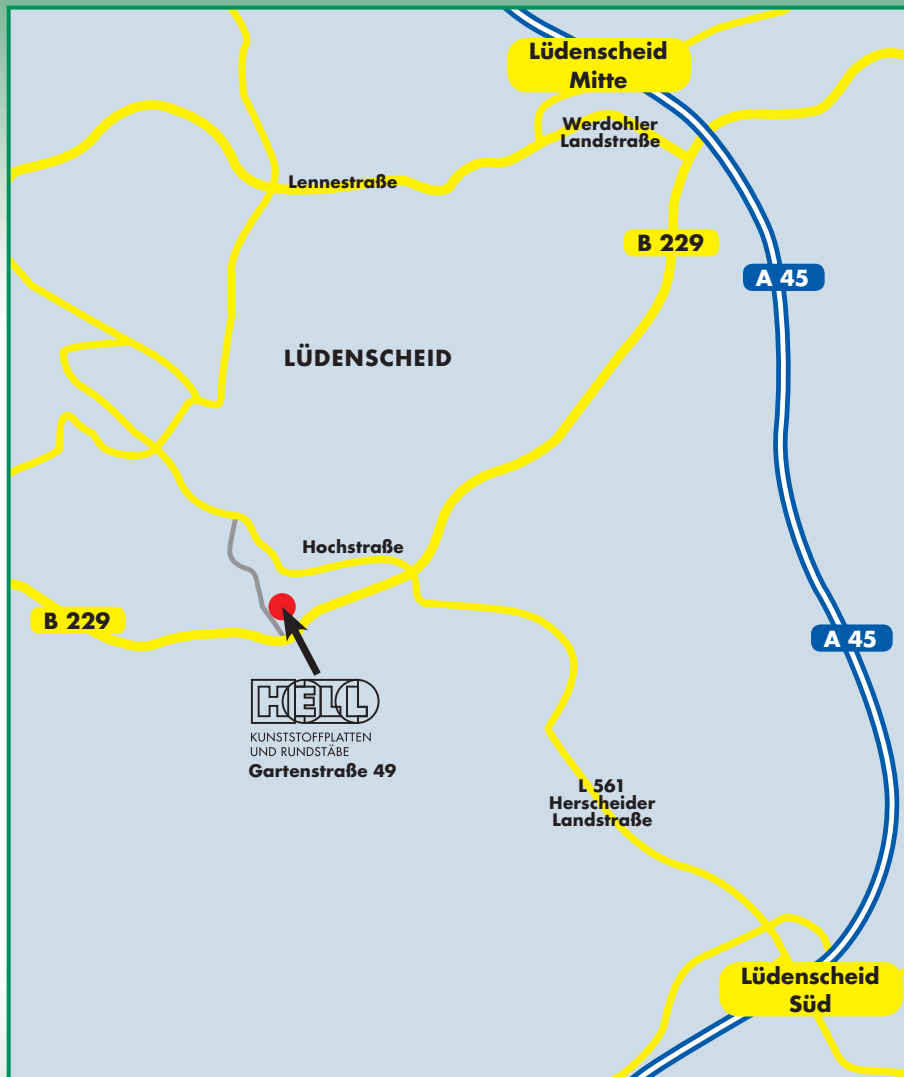 Lüdenscheid
Mitte
Werdohler
Landstraße
Lennestraße
B 229
A 45
LÜDENSCHEID
Hochstraße
B 229
A 45
HELL
KUNSTSTOFFPLATTEN
UND RUNDSTÄBE
Gartenstraße 49
L 561
Herscheider
Landstraße
Lüdenscheid
Süd